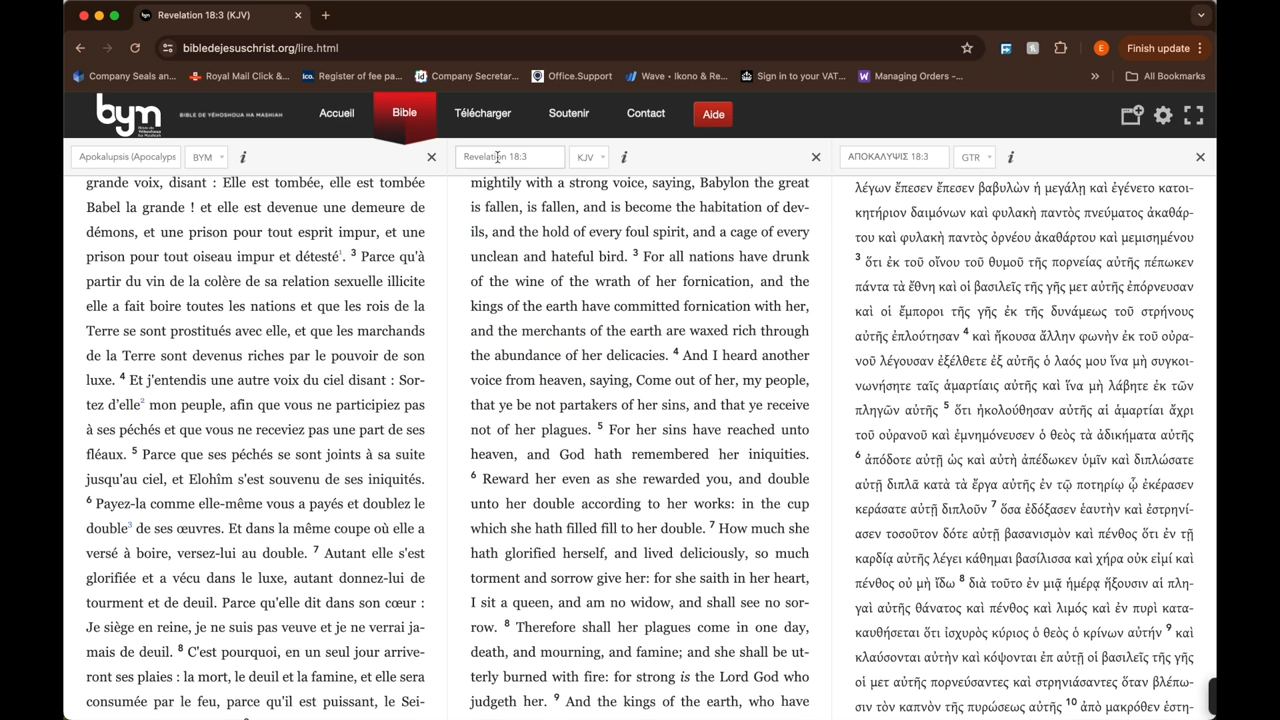 Revelation 18:3 (KJV)
bibledejesuschrist.org/lire.html
Finish update
Company Seals an...
Royal Mail Click &...
Register of fee pa...
Company Secretar...
Office.Support
Wave • Ikono & Re...
Sign in to your VAT...
Managing Orders –...
All Bookmarks
bym
BIBLE DE YÉHOSHOUA HA MASHIAH
Accueil
Bible
Télécharger
Soutenir
Contact
Aide
Apokalupsis (Apocalyps
BYM
Revelation 18:3
KJV
ΑΠΟΚΑΛΥΨΙΣ 18:3
GTR
grande voix, disant : Elle est tombée, elle est tombée
Babel la grande ! et elle est devenue une demeure de
démons, et une prison pour tout esprit impur, et une
prison pour tout oiseau impur et détesté1. 3 Parce qu'à
partir du vin de la colère de sa relation sexuelle illicite
elle a fait boire toutes les nations et que les rois de la
Terre se sont prostitués avec elle, et que les marchands
de la Terre sont devenus riches par le pouvoir de son
luxe. 4 Et j'entendis une autre voix du ciel disant : Sor-
tez d’elle2 mon peuple, afin que vous ne participiez pas
à ses péchés et que vous ne receviez pas une part de ses
fléaux. 5 Parce que ses péchés se sont joints à sa suite
jusqu'au ciel, et Elohîm s'est souvenu de ses iniquités.
6 Payez-la comme elle-même vous a payés et doublez le
double3 de ses œuvres. Et dans la même coupe où elle a
versé à boire, versez-lui au double. 7 Autant elle s'est
glorifiée et a vécu dans le luxe, autant donnez-lui de
tourment et de deuil. Parce qu'elle dit dans son cœur :
Je siège en reine, je ne suis pas veuve et je ne verrai ja-
mais de deuil. 8 C'est pourquoi, en un seul jour arrive-
ront ses plaies : la mort, le deuil et la famine, et elle sera
consumée par le feu, parce qu'il est puissant, le Sei-
mightily with a strong voice, saying, Babylon the great
is fallen, is fallen, and is become the habitation of dev-
ils, and the hold of every foul spirit, and a cage of every
unclean and hateful bird. 3 For all nations have drunk
of the wine of the wrath of her fornication, and the
kings of the earth have committed fornication with her,
and the merchants of the earth are waxed rich through
the abundance of her delicacies. 4 And I heard another
voice from heaven, saying, Come out of her, my people,
that ye be not partakers of her sins, and that ye receive
not of her plagues. 5 For her sins have reached unto
heaven, and God hath remembered her iniquities.
6 Reward her even as she rewarded you, and double
unto her double according to her works: in the cup
which she hath filled fill to her double. 7 How much she
hath glorified herself, and lived deliciously, so much
torment and sorrow give her: for she saith in her heart,
I sit a queen, and am no widow, and shall see no sor-
row. 8 Therefore shall her plagues come in one day,
death, and mourning, and famine; and she shall be ut-
terly burned with fire: for strong is the Lord God who
judgeth her. 9 And the kings of the earth, who have
λέγων ἔπεσεν ἔπεσεν βαβυλὼν ἡ μεγάλη καὶ ἐγένετο κατοι-
κητήριον δαιμόνων καὶ φυλακὴ παντὸς πνεύματος ἀκαθάρ-
του καὶ φυλακὴ παντὸς ὀρνέου ἀκαθάρτου καὶ μεμισημένου
3 ὅτι ἐκ τοῦ οἴνου τοῦ θυμοῦ τῆς πορνείας αὐτῆς πέπωκεν
πάντα τὰ ἔθνη καὶ οἱ βασιλεῖς τῆς γῆς μετ αὐτῆς ἐπόρνευσαν
καὶ οἱ ἔμποροι τῆς γῆς ἐκ τῆς δυνάμεως τοῦ στρήνους
αὐτῆς ἐπλούτησαν 4 καὶ ἤκουσα ἄλλην φωνὴν ἐκ τοῦ οὐρα-
νοῦ λέγουσαν ἐξέλθετε ἐξ αὐτῆς ὁ λαός μου ἵνα μὴ συγκοι-
νωνήσητε ταῖς ἁμαρτίαις αὐτῆς καὶ ἵνα μὴ λάβητε ἐκ τῶν
πληγῶν αὐτῆς 5 ὅτι ἠκολούθησαν αὐτῆς αἱ ἁμαρτίαι ἄχρι
τοῦ οὐρανοῦ καὶ ἐμνημόνευσεν ὁ θεὸς τὰ ἀδικήματα αὐτῆς
6 ἀπόδοτε αὐτῇ ὡς καὶ αὐτὴ ἀπέδωκεν ὑμῖν καὶ διπλώσατε
αὐτῇ διπλᾶ κατὰ τὰ ἔργα αὐτῆς ἐν τῷ ποτηρίῳ ᾧ ἐκέρασεν
κεράσατε αὐτῇ διπλοῦν 7 ὅσα ἐδόξασεν ἑαυτὴν καὶ ἐστρηνί-
ασεν τοσοῦτον δότε αὐτῇ βασανισμὸν καὶ πένθος ὅτι ἐν τῇ
καρδίᾳ αὐτῆς λέγει κάθημαι βασίλισσα καὶ χήρα οὐκ εἰμί καὶ
πένθος οὐ μὴ ἴδω 8 διὰ τοῦτο ἐν μιᾷ ἡμέρᾳ ἥξουσιν αἱ πλη-
γαὶ αὐτῆς θάνατος καὶ πένθος καὶ λιμός καὶ ἐν πυρὶ κατα-
καυθήσεται ὅτι ἰσχυρὸς κύριος ὁ θεὸς ὁ κρίνων αὐτήν 9 καὶ
κλαύσονται αὐτὴν καὶ κόψονται ἐπ αὐτῇ οἱ βασιλεῖς τῆς γῆς
οἱ μετ αὐτῆς πορνεύσαντες καὶ στρηνιάσαντες ὅταν βλέπω-
σιν τὸν καπνὸν τῆς πυρώσεως αὐτῆς 10 ἀπὸ μακρόθεν ἑστη-